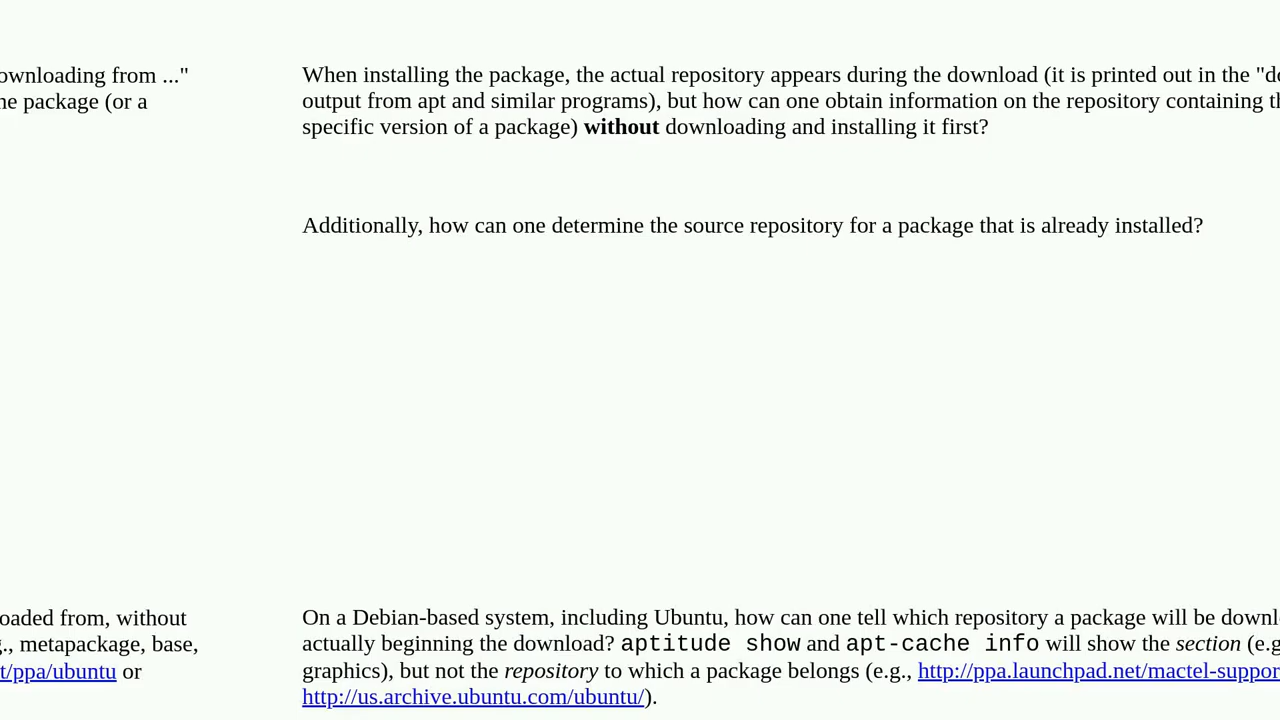 ownloading from ..."
he package (or a
When installing the package, the actual repository appears during the download (it is printed out in the "do
output from apt and similar programs), but how can one obtain information on the repository containing th
specific version of a package) without downloading and installing it first?
Additionally, how can one determine the source repository for a package that is already installed?
oaded from, without
g., metapackage, base,
t/ppa/ubuntu or
On a Debian-based system, including Ubuntu, how can one tell which repository a package will be downlo
actually beginning the download? aptitude show and apt-cache info will show the section (e.g
graphics), but not the repository to which a package belongs (e.g., http://ppa.launchpad.net/mactel-suppor
http://us.archive.ubuntu.com/ubuntu/).